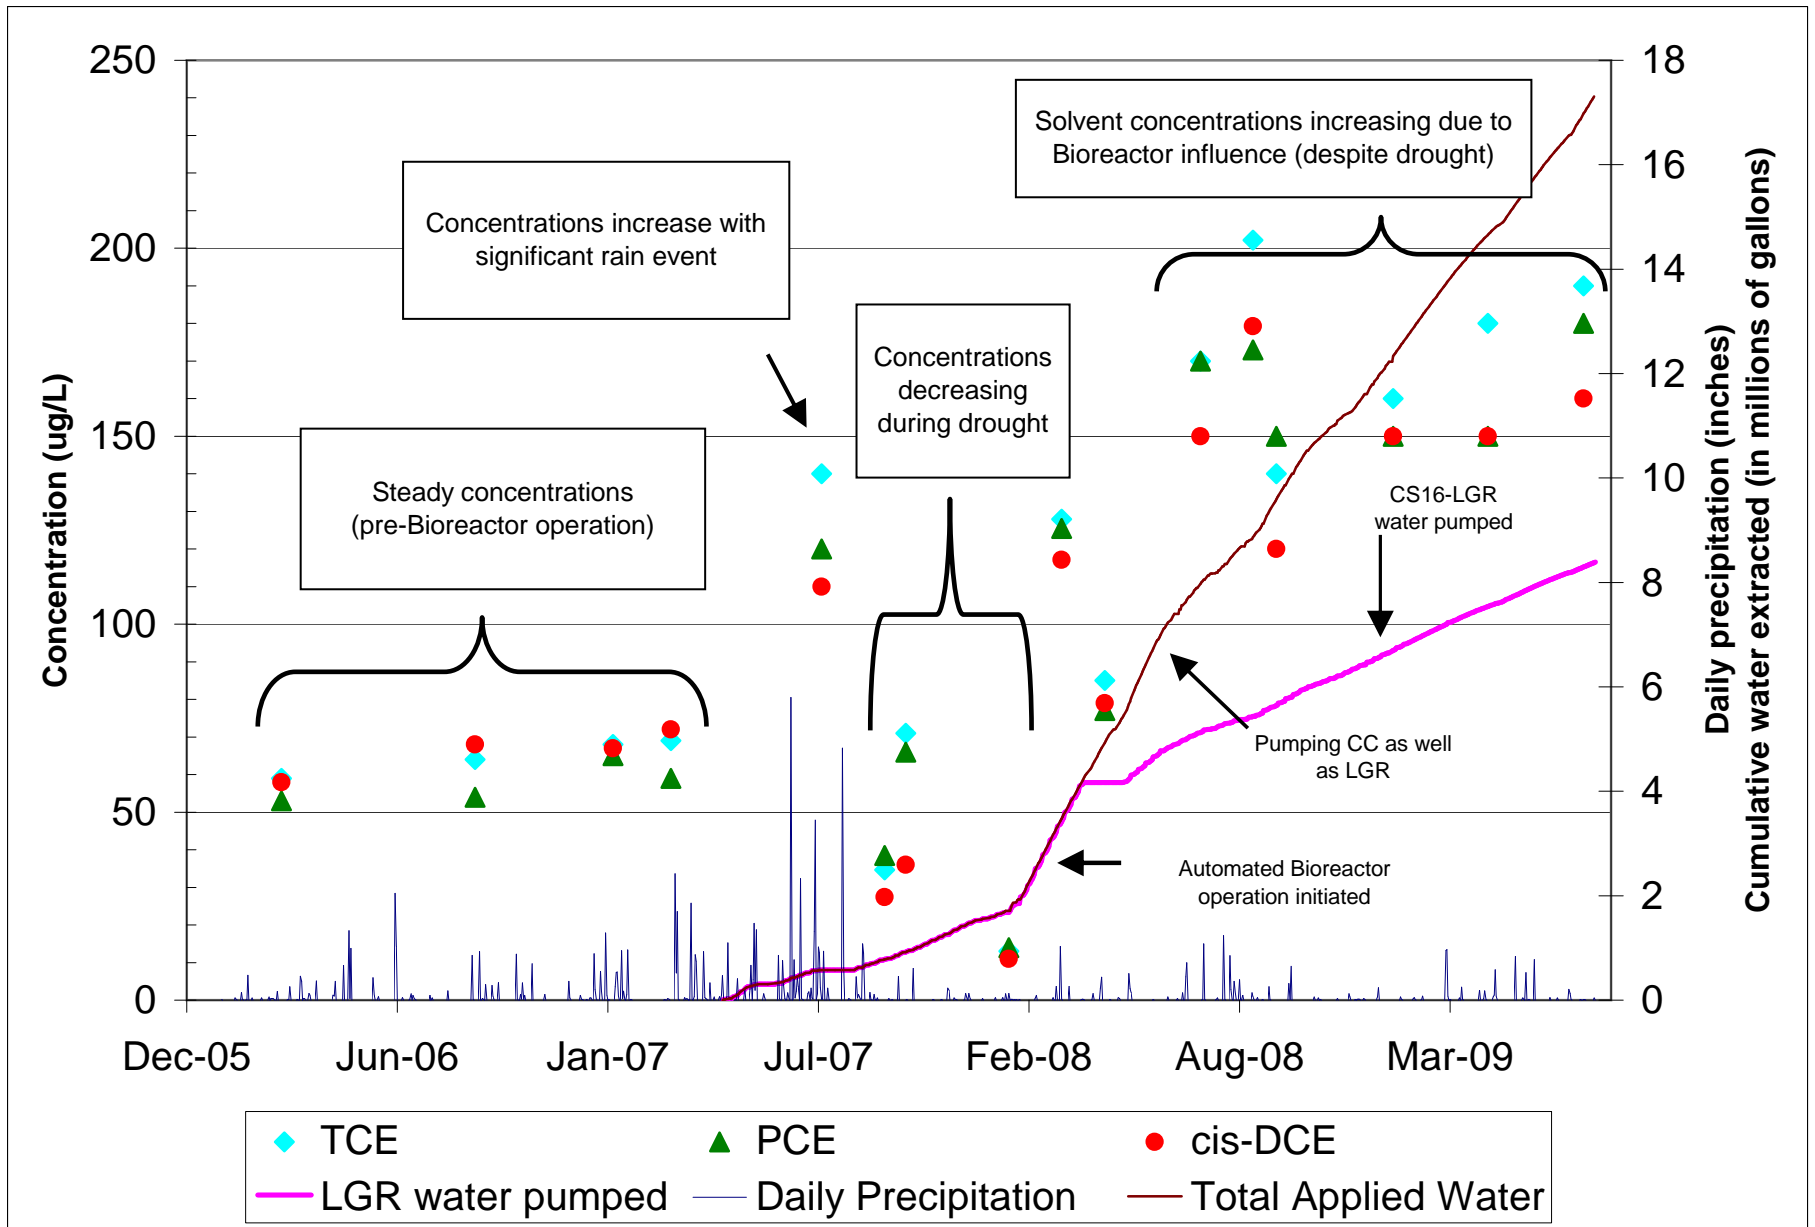 250
200
150
100
50
0
Concentration (ug/L)
18
16
14
12
10
8
6
4
2
0
Daily precipitation (inches)
Cumulative water extracted (in millions of gallons)
Solvent concentrations increasing due to
Bioreactor influence (despite drought)
Concentrations increase with
significant rain event
Concentrations
decreasing
during drought
Steady concentrations
(pre-Bioreactor operation)
CS16-LGR
water pumped
Pumping CC as well
as LGR
Automated Bioreactor
operation initiated
Dec-05 Jun-06 Jan-07 Jul-07 Feb-08 Aug-08 Mar-09
TCE PCE cis-DCE
LGR water pumped Daily Precipitation Total Applied Water